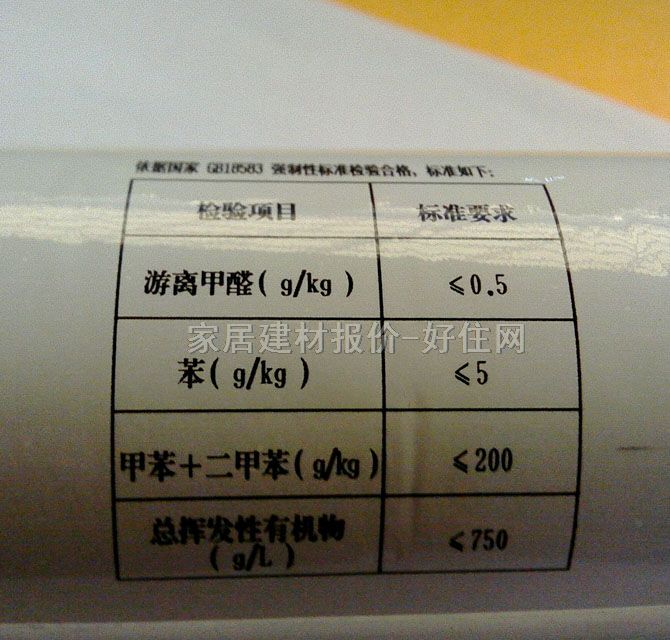 依据国家 GB18583 强制性标准检验合格，标准如下：
检验项目 标准要求
游离甲醛( g/kg ) ≤0.5
家居建材报价-好住网
苯( g/kg ) ≤5
甲苯＋二甲苯(g/kg) ≤200
总挥发性有机物 ≤750
( g/L )